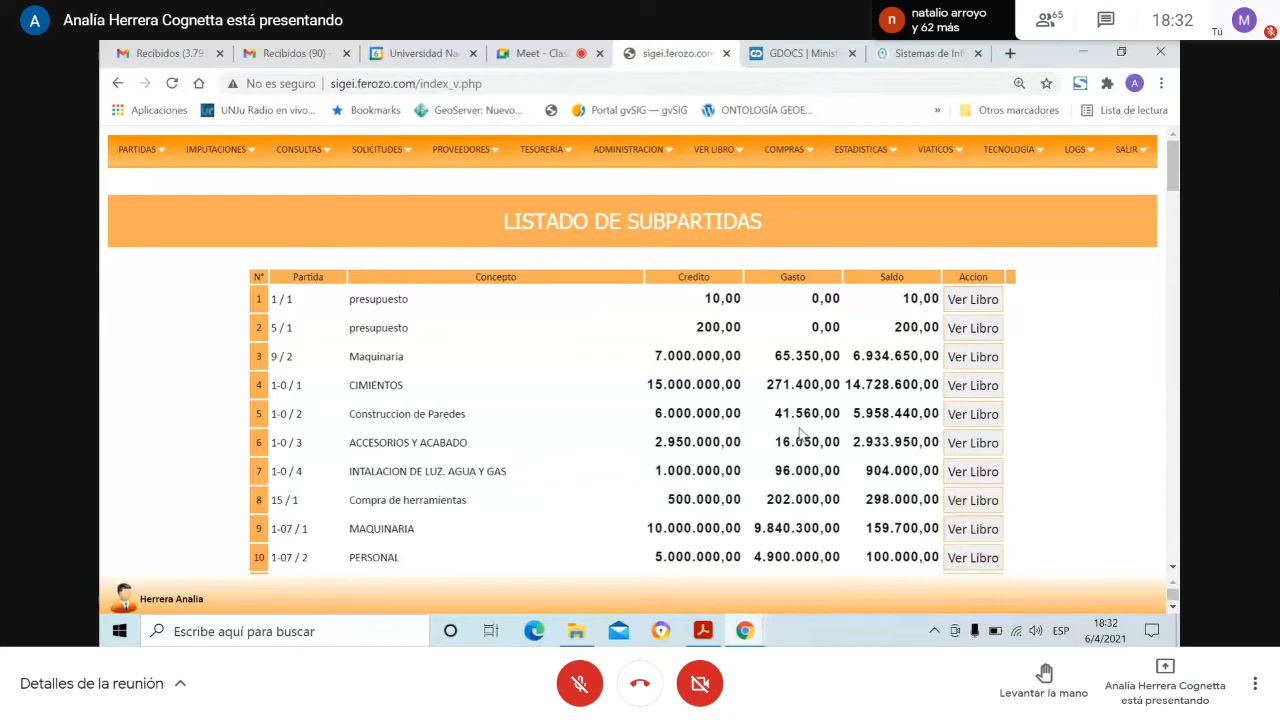 A Analía Herrera Cognetta está presentando
n natalio arroyo
y 62 más
65
18:32
Tú
M
Recibidos (3.79
Recibidos (90) -
Universidad Na
Meet - Clas
sigei.ferozo.com
GDOCS | Minist
Sistemas de In
No es seguro | sigei.ferozo.com/index_v.php
A
Aplicaciones
UNJu Radio en vivo...
Bookmarks
GeoServer: Nuevo...
Portal gvSIG — gvSIG
ONTOLOGÍA GEOE...
»
Otros marcadores
Lista de lectura
PARTIDAS IMPUTACIONES CONSULTAS SOLICITUDES PROVEEDORES TESORERIA ADMINISTRACION VER LIBRO COMPRAS ESTADISTICAS VIATICOS TECNOLOGIA LOGS SALIR
LISTADO DE SUBPARTIDAS
N° Partida Concepto Credito Gasto Saldo Accion
1 1 / 1 presupuesto 10,00 0,00 10,00 Ver Libro
2 5 / 1 presupuesto 200,00 0,00 200,00 Ver Libro
3 9 / 2 Maquinaria 7.000.000,00 65.350,00 6.934.650,00 Ver Libro
4 1-0 / 1 CIMIENTOS 15.000.000,00 271.400,00 14.728.600,00 Ver Libro
5 1-0 / 2 Construccion de Paredes 6.000.000,00 41.560,00 5.958.440,00 Ver Libro
6 1-0 / 3 ACCESORIOS Y ACABADO 2.950.000,00 16.050,00 2.933.950,00 Ver Libro
7 1-0 / 4 INTALACION DE LUZ. AGUA Y GAS 1.000.000,00 96.000,00 904.000,00 Ver Libro
8 15 / 1 Compra de herramientas 500.000,00 202.000,00 298.000,00 Ver Libro
9 1-07 / 1 MAQUINARIA 10.000.000,00 9.840.300,00 159.700,00 Ver Libro
10 1-07 / 2 PERSONAL 5.000.000,00 4.900.000,00 100.000,00 Ver Libro
Herrera Analia
Escribe aquí para buscar
ESP
18:32
6/4/2021
Detalles de la reunión
Levantar la mano
Analía Herrera Cognetta
está presentando